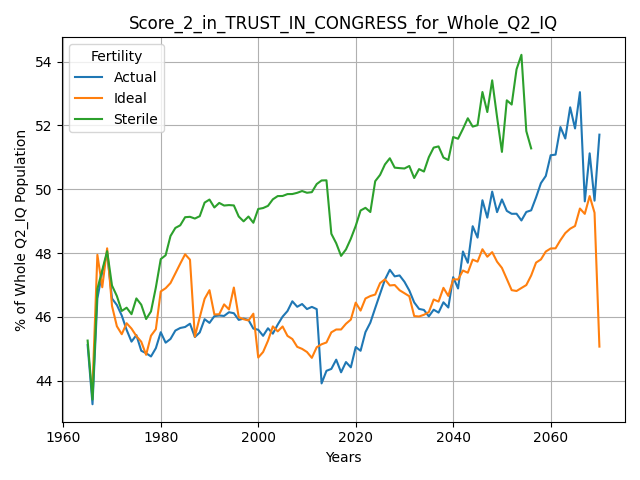 Score_2_in_TRUST_IN_CONGRESS_for_Whole_Q2_IQ
Fertility
Actual
Ideal
Sterile
% of Whole Q2_IQ Population
54
52
50
48
46
44
1960
1980
2000
2020
2040
2060
Years